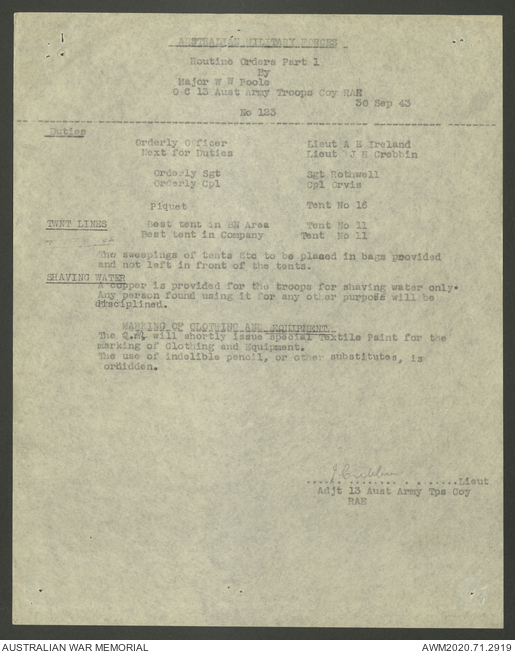 AUSTRALIAN MILITARY FORCES
Routine Orders Part 1
By
Major W W Poole
O C 13 Aust Army Troops Coy RAE
30 Sep 43
No 123
Duties
Orderly Officer Lieut A E Ireland
Next for Duties Lieut J H Crebbin
Orderly Sgt Sgt Rothwell
Orderly Cpl Cpl Orvis
Piquet Tent No 16
TWNT LINES Best tent in BN Area Tent No 11
Best tent in Company Tent No 11
The sweepings of tents Etc to be placed in bags provided
and not left in front of the tents.
SHAVING WATER
A copper is provided for the troops for shaving water only.
Any person found using it for any other purpose will be
disciplined.
MARKING OF CLOTHING AND EQUIPMENT
The Q.M will shortly issue special Textile Paint for the
marking of Clothing and Equipment.
The use of indelible pencil, or other substitutes, is
forbidden.
J Crebbin
Lieut
Adjt 13 Aust Army Tps Coy
RAE
AUSTRALIAN WAR MEMORIAL AWM2020.71.2919